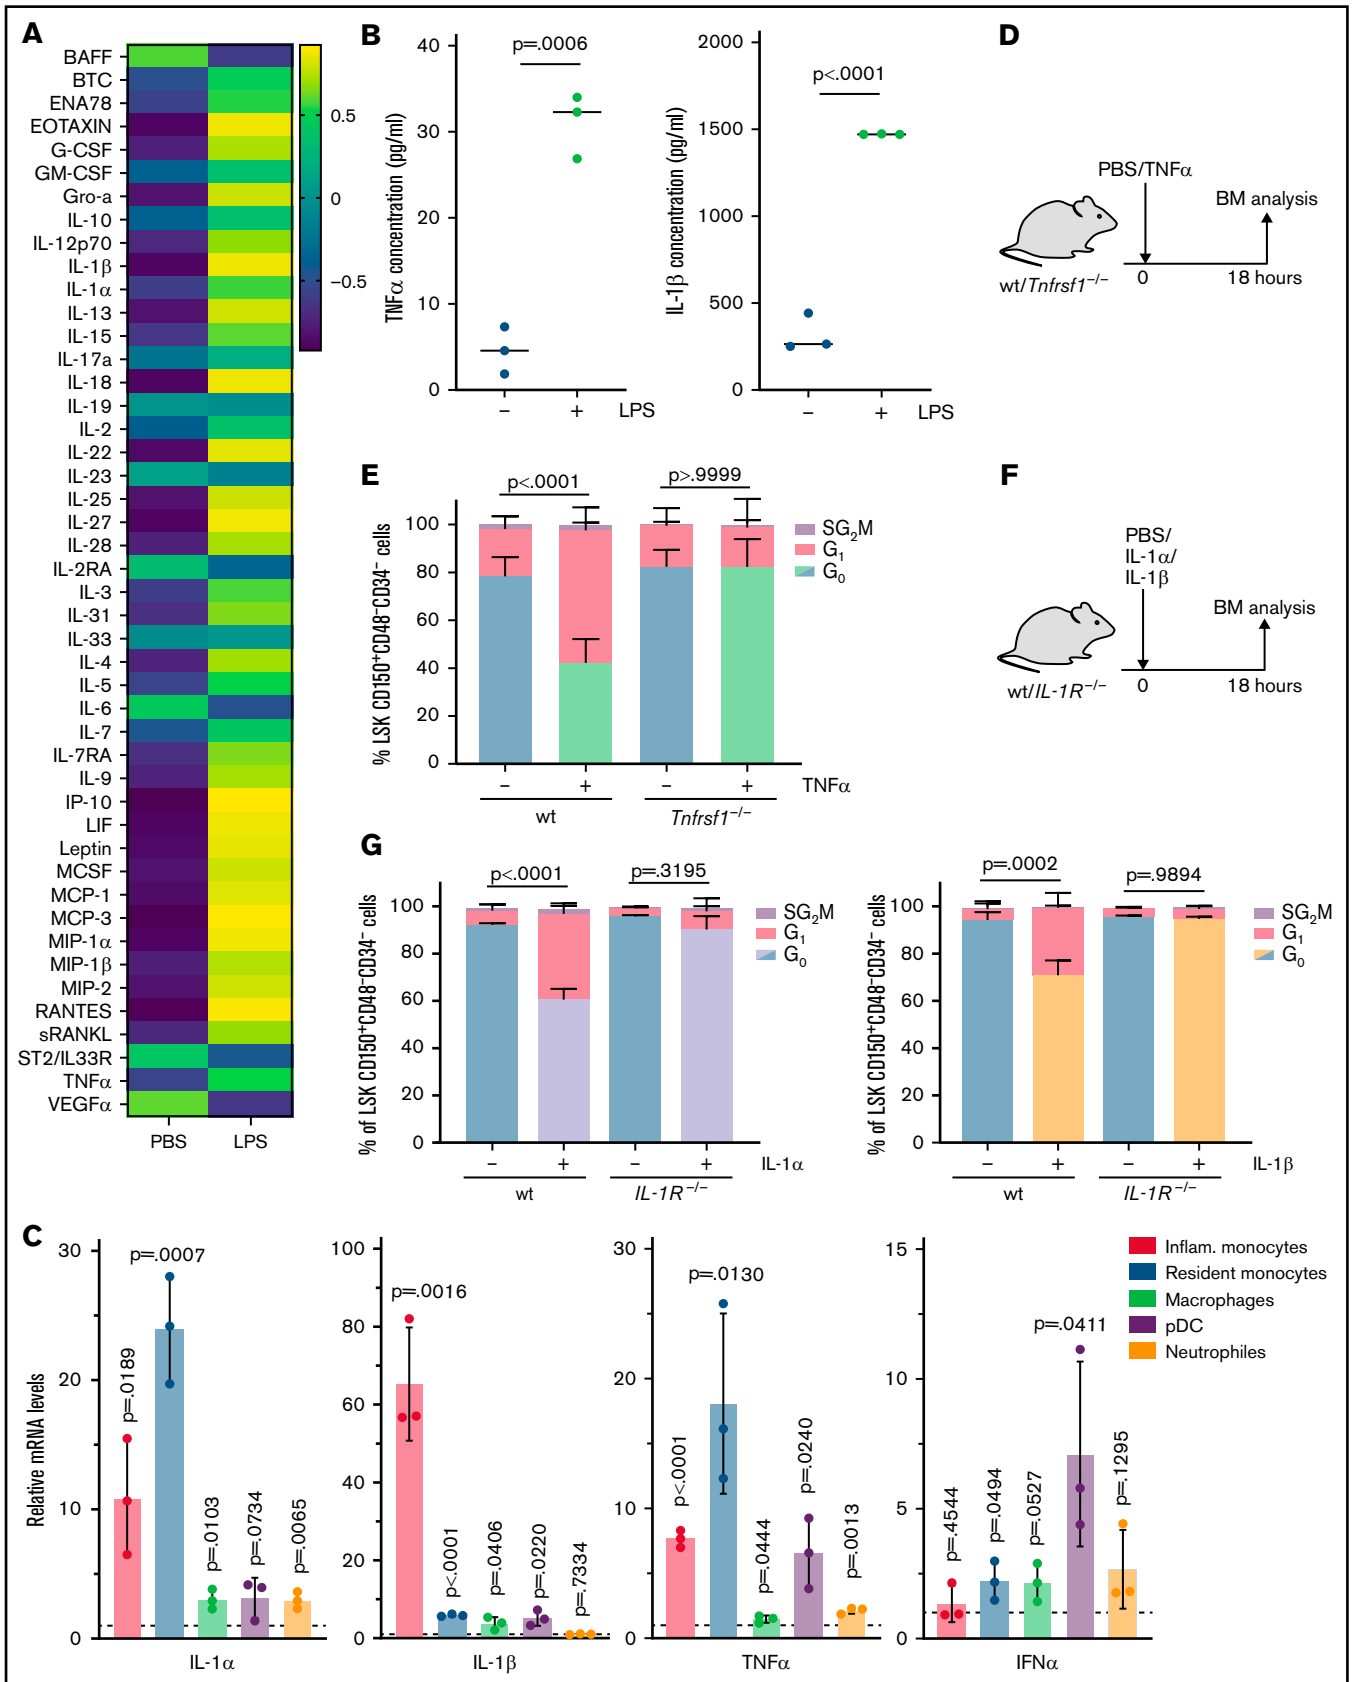 A
BAFF
BTC
ENA78
EOTAXIN
G-CSF
GM-CSF
Gro-a
IL-10
IL-12p70
IL-1β
IL-1α
IL-13
IL-15
IL-17a
IL-18
IL-19
IL-2
IL-22
IL-23
IL-25
IL-27
IL-28
IL-2RA
IL-3
IL-31
IL-33
IL-4
IL-5
IL-6
IL-7
IL-7RA
IL-9
IP-10
LIF
Leptin
MCSF
MCP-1
MCP-3
MIP-1α
MIP-1β
MIP-2
RANTES
sRANKL
ST2/IL33R
TNFα
VEGFα
PBS LPS
0.5
0
−0.5
B
TNFα concentration (pg/ml)
40
30
20
10
0
p=.0006
− + LPS
IL-1β concentration (pg/ml)
2000
1500
1000
500
0
p<.0001
− + LPS
D
PBS/TNFα
BM analysis
wt/Tnfrsf1−/−
0 18 hours
E
% LSK CD150+CD48−CD34− cells
100
80
60
40
20
0
p<.0001 p>.9999
SG2M
G1
G0
− + − + TNFα
wt Tnfrsf1−/−
F
PBS/
IL-1α/
IL-1β
BM analysis
wt/IL-1R−/−
0 18 hours
G
% of LSK CD150+CD48−CD34− cells
100
80
60
40
20
0
p<.0001 p=.3195
SG2M
G1
G0
− + − + IL-1α
wt IL-1R−/−
% of LSK CD150+CD48−CD34− cells
100
80
60
40
20
0
p=.0002 p=.9894
SG2M
G1
G0
− + − + IL-1β
wt IL-1R−/−
C
Relative mRNA levels
30
20
10
0
p=.0189
p=.0007
p=.0103
p=.0734
p=.0065
IL-1α
100
80
60
40
20
0
p=.0016
p<.0001
p=.0406
p=.0220
p=.7334
IL-1β
30
20
10
0
p<.0001
p=.0130
p=.0444
p=.0240
p=.0013
TNFα
15
10
5
0
p=.4544
p=.0494
p=.0527
p=.0411
p=.1295
IFNα
Inflam. monocytes
Resident monocytes
Macrophages
pDC
Neutrophiles